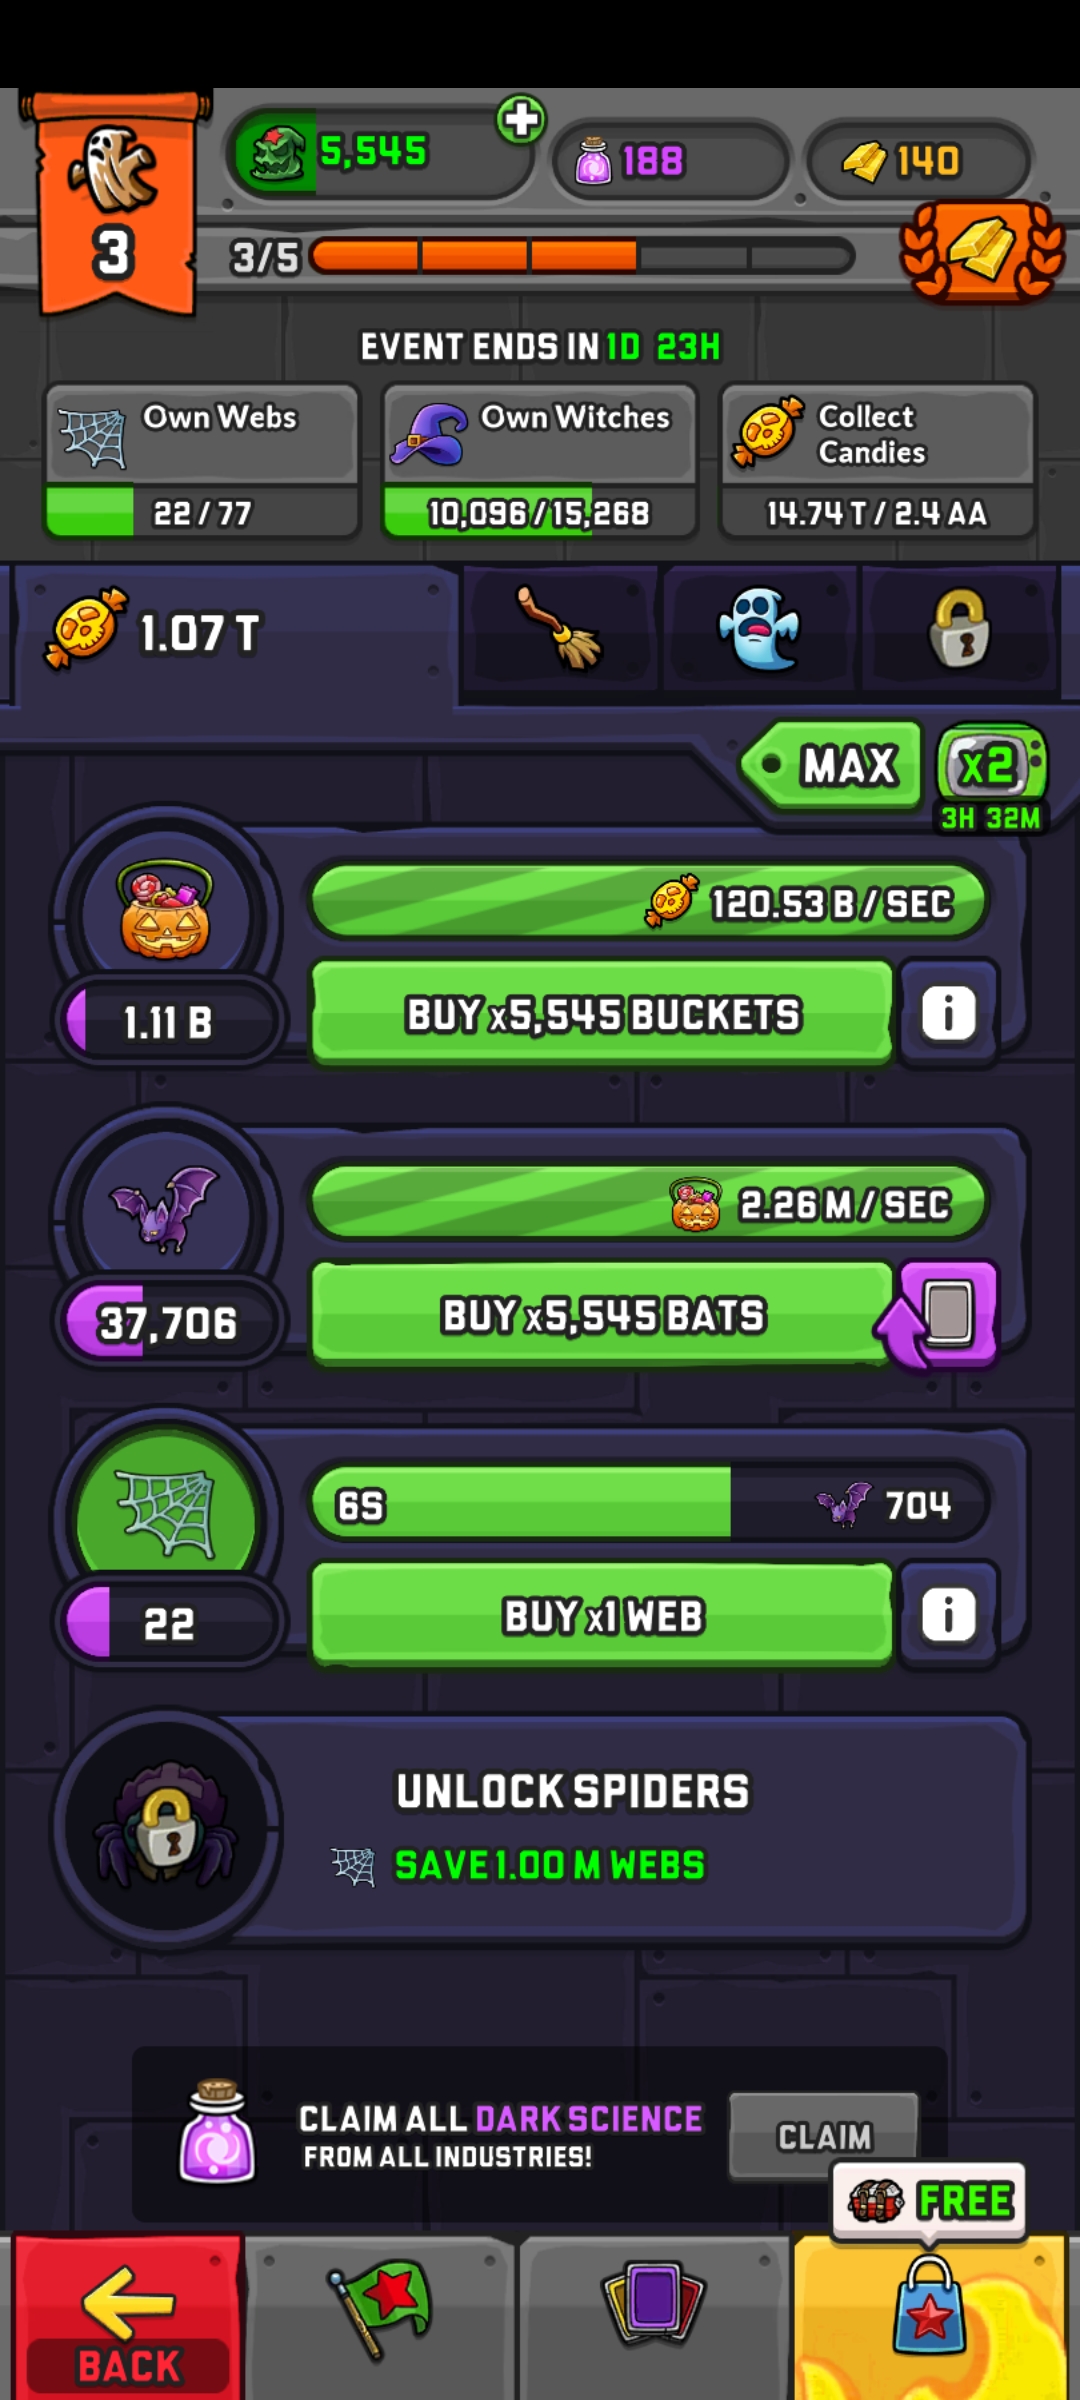 5,545
188
140
3
3/5
EVENT ENDS IN 1D 23H
Own Webs
22/77
Own Witches
10,096/15,268
Collect
Candies
14.74 T / 2.4 AA
1.07 T
MAX
x2
3H 32M
120.53 B / SEC
1.11 B
BUY x5,545 BUCKETS
i
2.26 M / SEC
37,706
BUY x5,545 BATS
6S
704
22
BUY x1 WEB
i
UNLOCK SPIDERS
SAVE 1.00 M WEBS
CLAIM ALL DARK SCIENCE
FROM ALL INDUSTRIES!
CLAIM
FREE
BACK